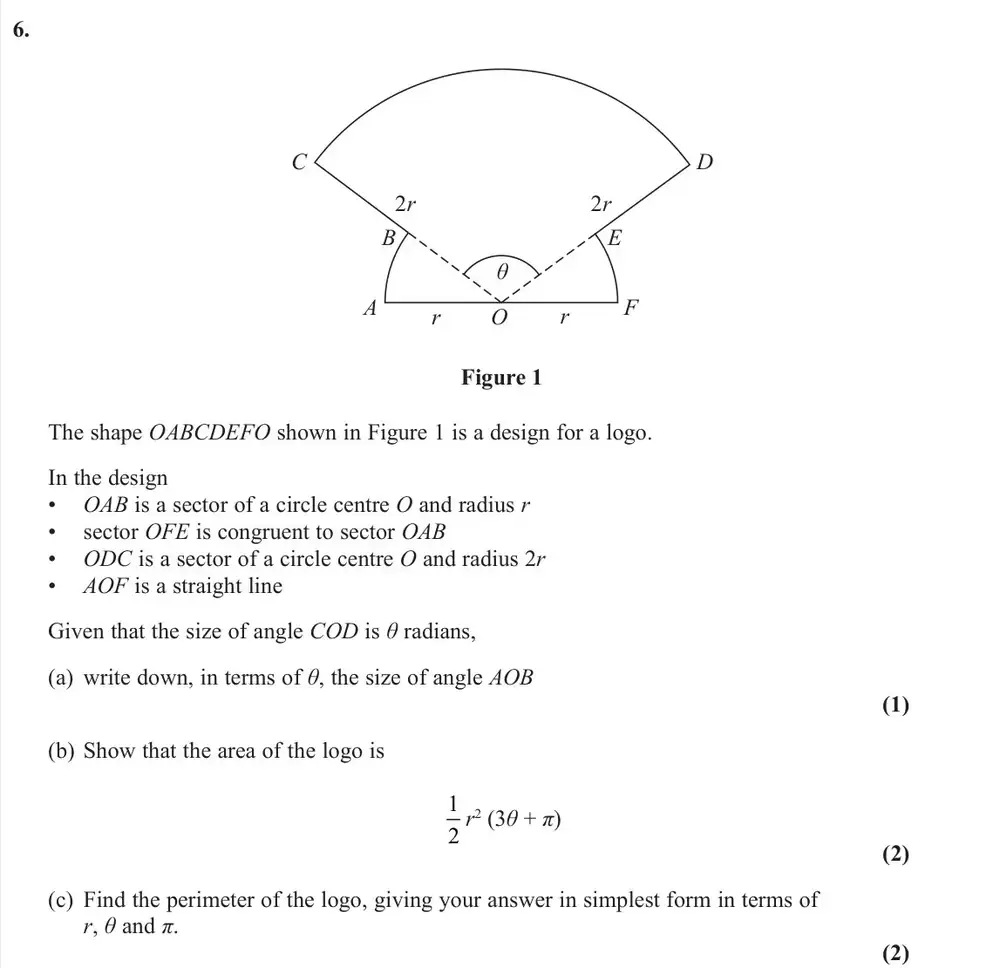 6.
C
D
2r
2r
B
E
θ
A
F
r
O
r
Figure 1
The shape OABCDEFO shown in Figure 1 is a design for a logo.
In the design
• OAB is a sector of a circle centre O and radius r
• sector OFE is congruent to sector OAB
• ODC is a sector of a circle centre O and radius 2r
• AOF is a straight line
Given that the size of angle COD is θ radians,
(a) write down, in terms of θ, the size of angle AOB
(1)
(b) Show that the area of the logo is
1/2 r² (3θ + π)
(2)
(c) Find the perimeter of the logo, giving your answer in simplest form in terms of
r, θ and π.
(2)